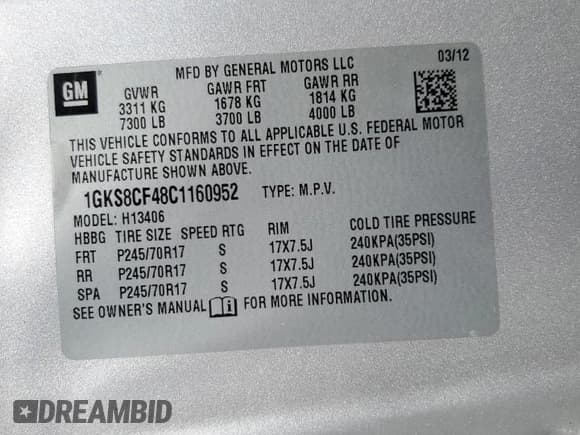 GM
MFD BY GENERAL MOTORS LLC 03/12
GVWR GAWR FRT GAWR RR
3311 KG 1678 KG 1814 KG
7300 LB 3700 LB 4000 LB
THIS VEHICLE CONFORMS TO ALL APPLICABLE U.S. FEDERAL MOTOR
VEHICLE SAFETY STANDARDS IN EFFECT ON THE DATE OF
MANUFACTURE SHOWN ABOVE.
1GKS8CF48C1160952 TYPE: M.P.V.
MODEL: H13406
HBBG TIRE SIZE SPEED RTG RIM COLD TIRE PRESSURE
FRT P245/70R17 S 17X7.5J 240KPA(35PSI)
RR P245/70R17 S 17X7.5J 240KPA(35PSI)
SPA P245/70R17 S 17X7.5J 240KPA(35PSI)
SEE OWNER'S MANUAL FOR MORE INFORMATION.
DREAMBID